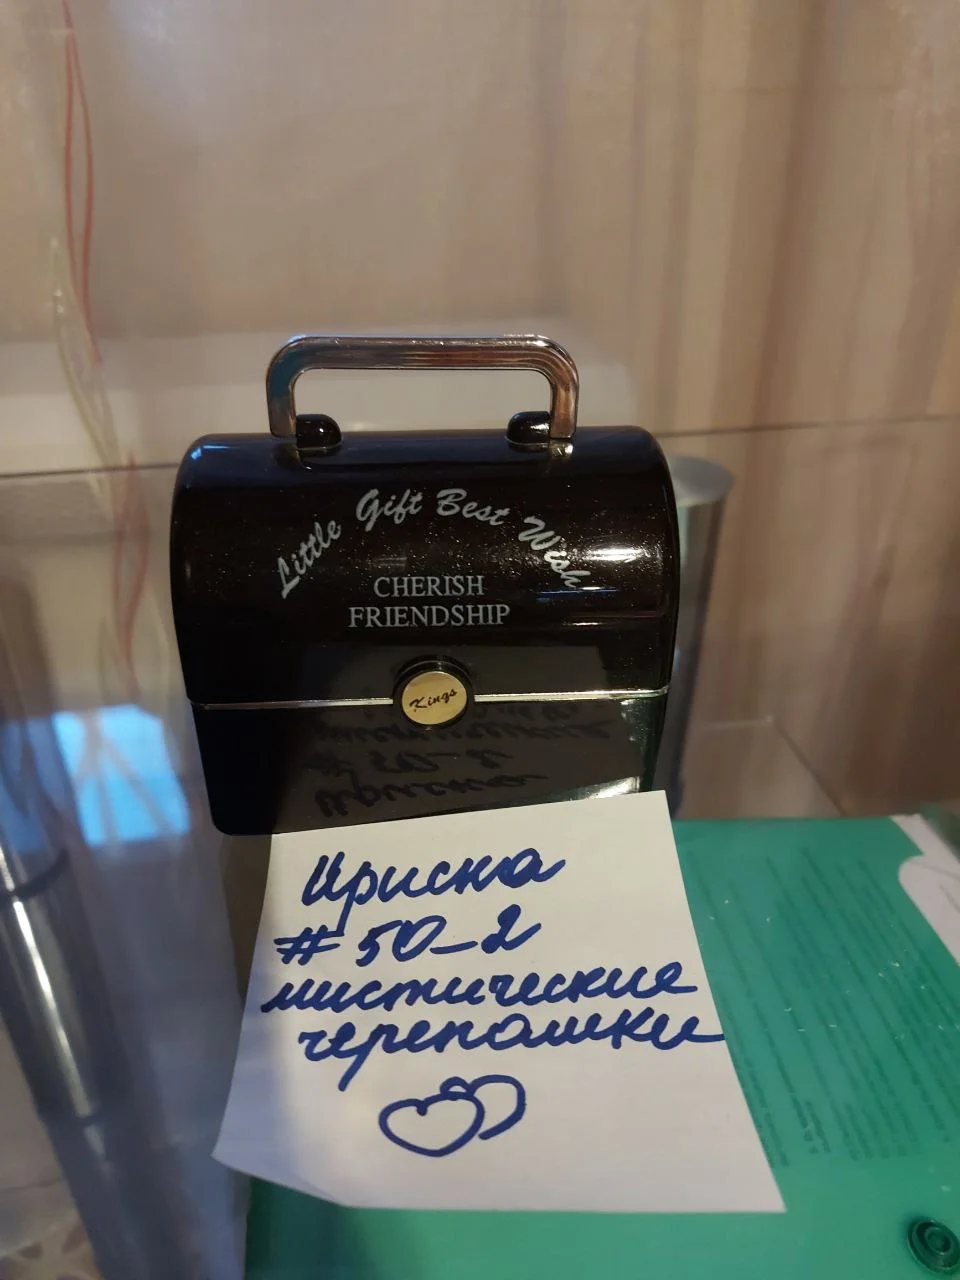 Little Gift Best Wish
CHERISH
FRIENDSHIP
Kings
Ириска
#50_2
мистические
черепашки